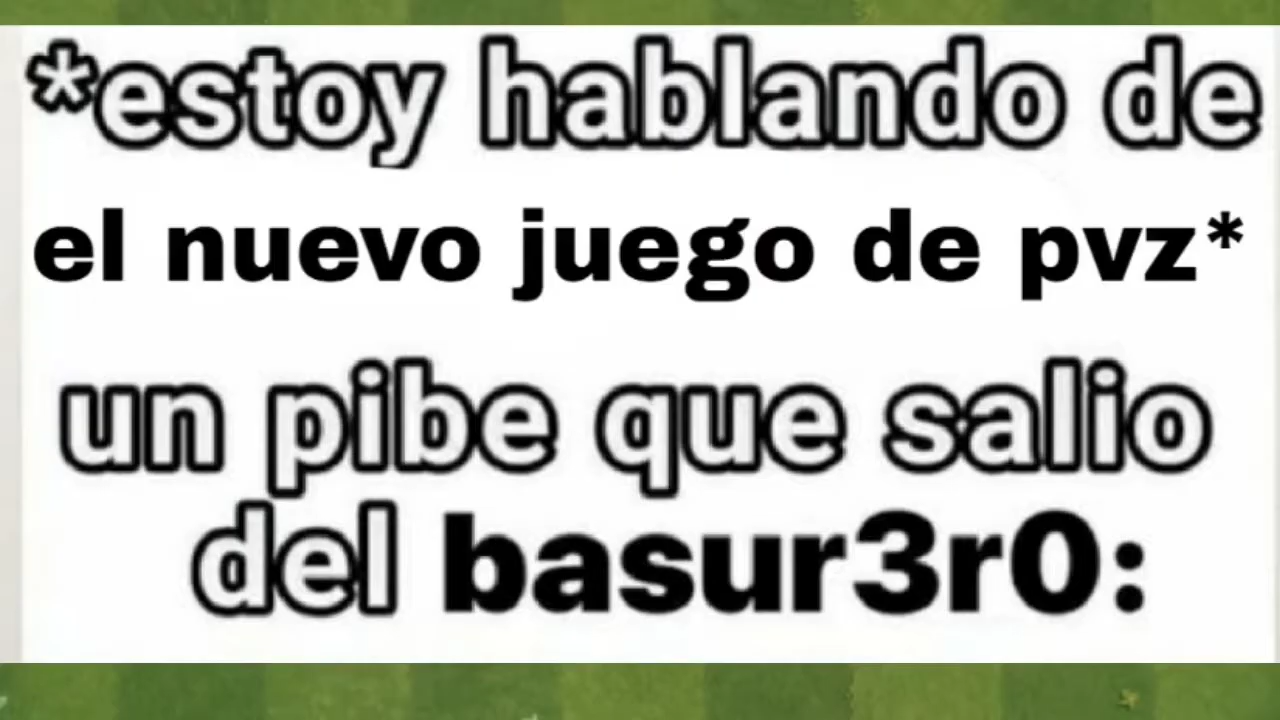 *estoy hablando de
el nuevo juego de pvz*
un pibe que salio
del basur3r0: